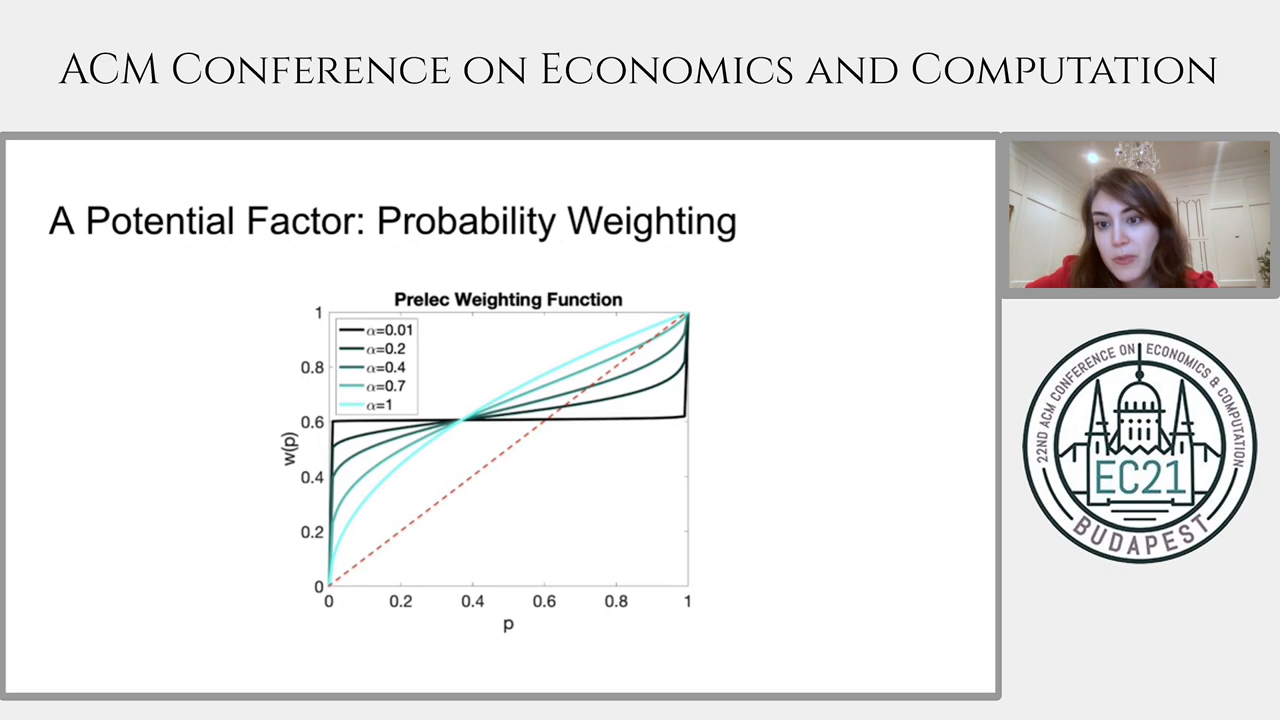 ACM Conference on Economics and Computation
A Potential Factor: Probability Weighting
Prelec Weighting Function
α=0.01
α=0.2
α=0.4
α=0.7
α=1
1
0.8
0.6
0.4
0.2
0
w(p)
0 0.2 0.4 0.6 0.8 1
p
22ND ACM CONFERENCE ON ECONOMICS & COMPUTATION
EC21
BUDAPEST